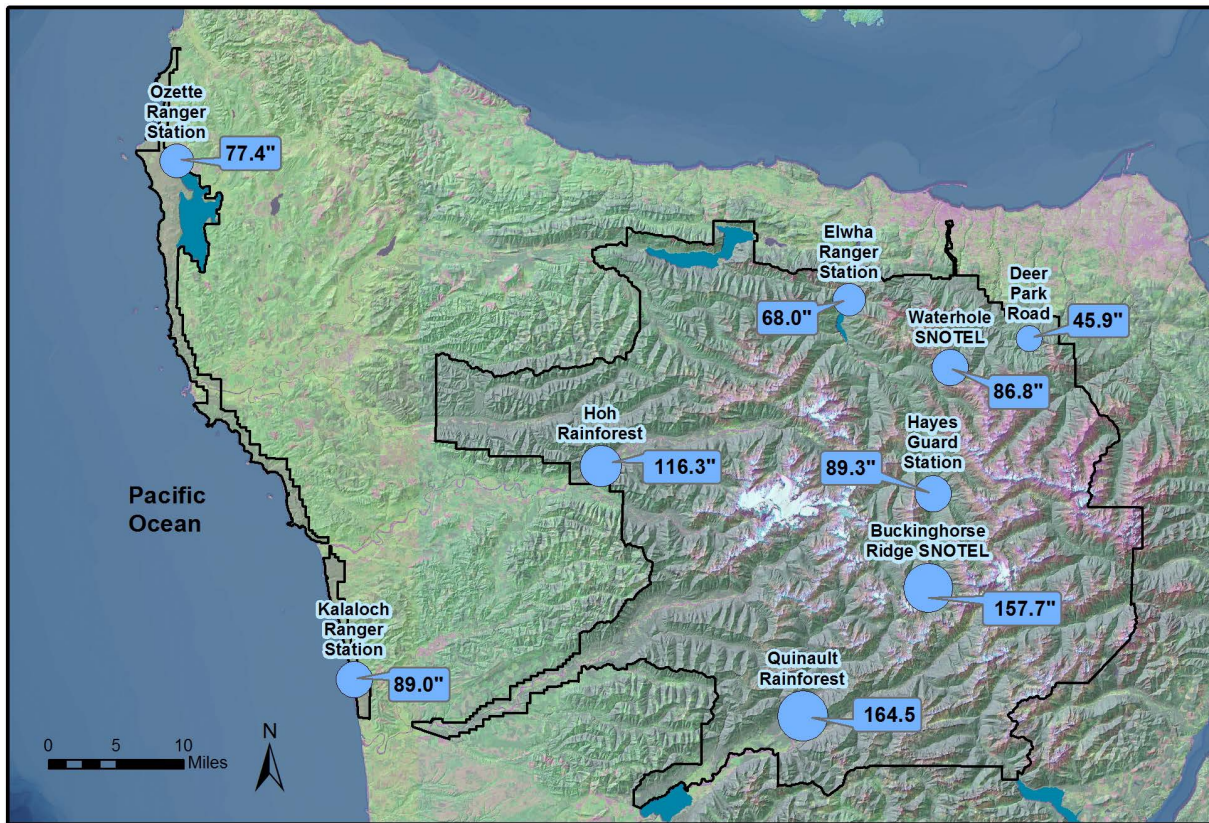 Ozette
Ranger
Station
77.4"
Elwha
Ranger
Station
68.0"
Deer
Park
Road
45.9"
Waterhole
SNOTEL
86.8"
Hoh
Rainforest
116.3"
Hayes
Guard
Station
89.3"
Pacific
Ocean
Buckinghorse
Ridge SNOTEL
157.7"
Kalaloch
Ranger
Station
89.0"
Quinault
Rainforest
164.5
0 5 10
Miles
N